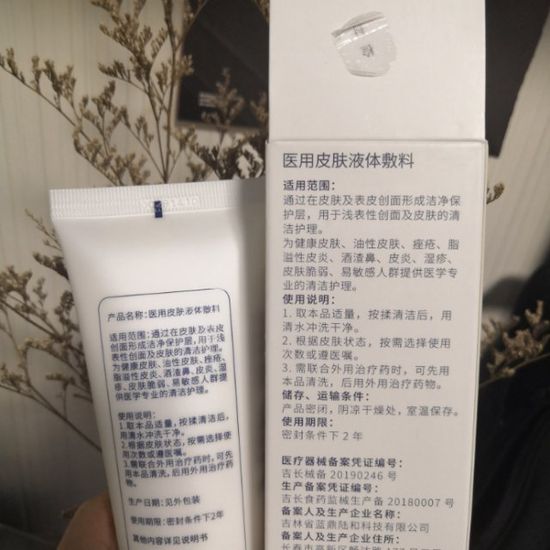 医用皮肤液体敷料
适用范围：
通过在皮肤及表皮创面形成洁净保
护层，用于浅表性创面及皮肤的清
洁护理。
为健康皮肤、油性皮肤、痤疮、脂
溢性皮炎、酒渣鼻、皮炎、湿疹、
皮肤脆弱、易敏感人群提供医学专
业的清洁护理。
使用说明：
1. 取本品适量，按揉清洁后，用
清水冲洗干净。
2. 根据皮肤状态，按需选择使用
次数或遵医嘱。
3. 需联合外用治疗药时，可先用
本品清洗，后用外用药物。
储存、运输条件：
产品密闭，阴凉干燥处，室温保存。
使用期限：
密封条件下 2 年
医疗器械备案凭证编号：
吉长械备 20190246 号
生产备案凭证编号：
吉长食药监械生产备 20180007 号
备案人及生产企业名称：
吉林省蓝鼎陆和科技有限公司
备案人及生产企业住所：
产品名称：医用皮肤液体敷料
适用范围：通过在皮肤及表皮
创面形成洁净保护层，用于浅
表性创面及皮肤的清洁护理。
为健康皮肤、油性皮肤、痤疮、
脂溢性皮炎、酒渣鼻、皮炎、湿
疹、皮肤脆弱、易敏感人群提
供医学专业的清洁护理。
使用说明：
1. 取本品适量，按揉清洁后，
用清水冲洗干净。
2. 根据皮肤状态，按需选择使
用次数或遵医嘱。
3. 需联合外用治疗药时，可先用
本品清洗，后用外用药物。
生产日期：见外包装
使用期限：密封条件下2年
其他内容详见说明书